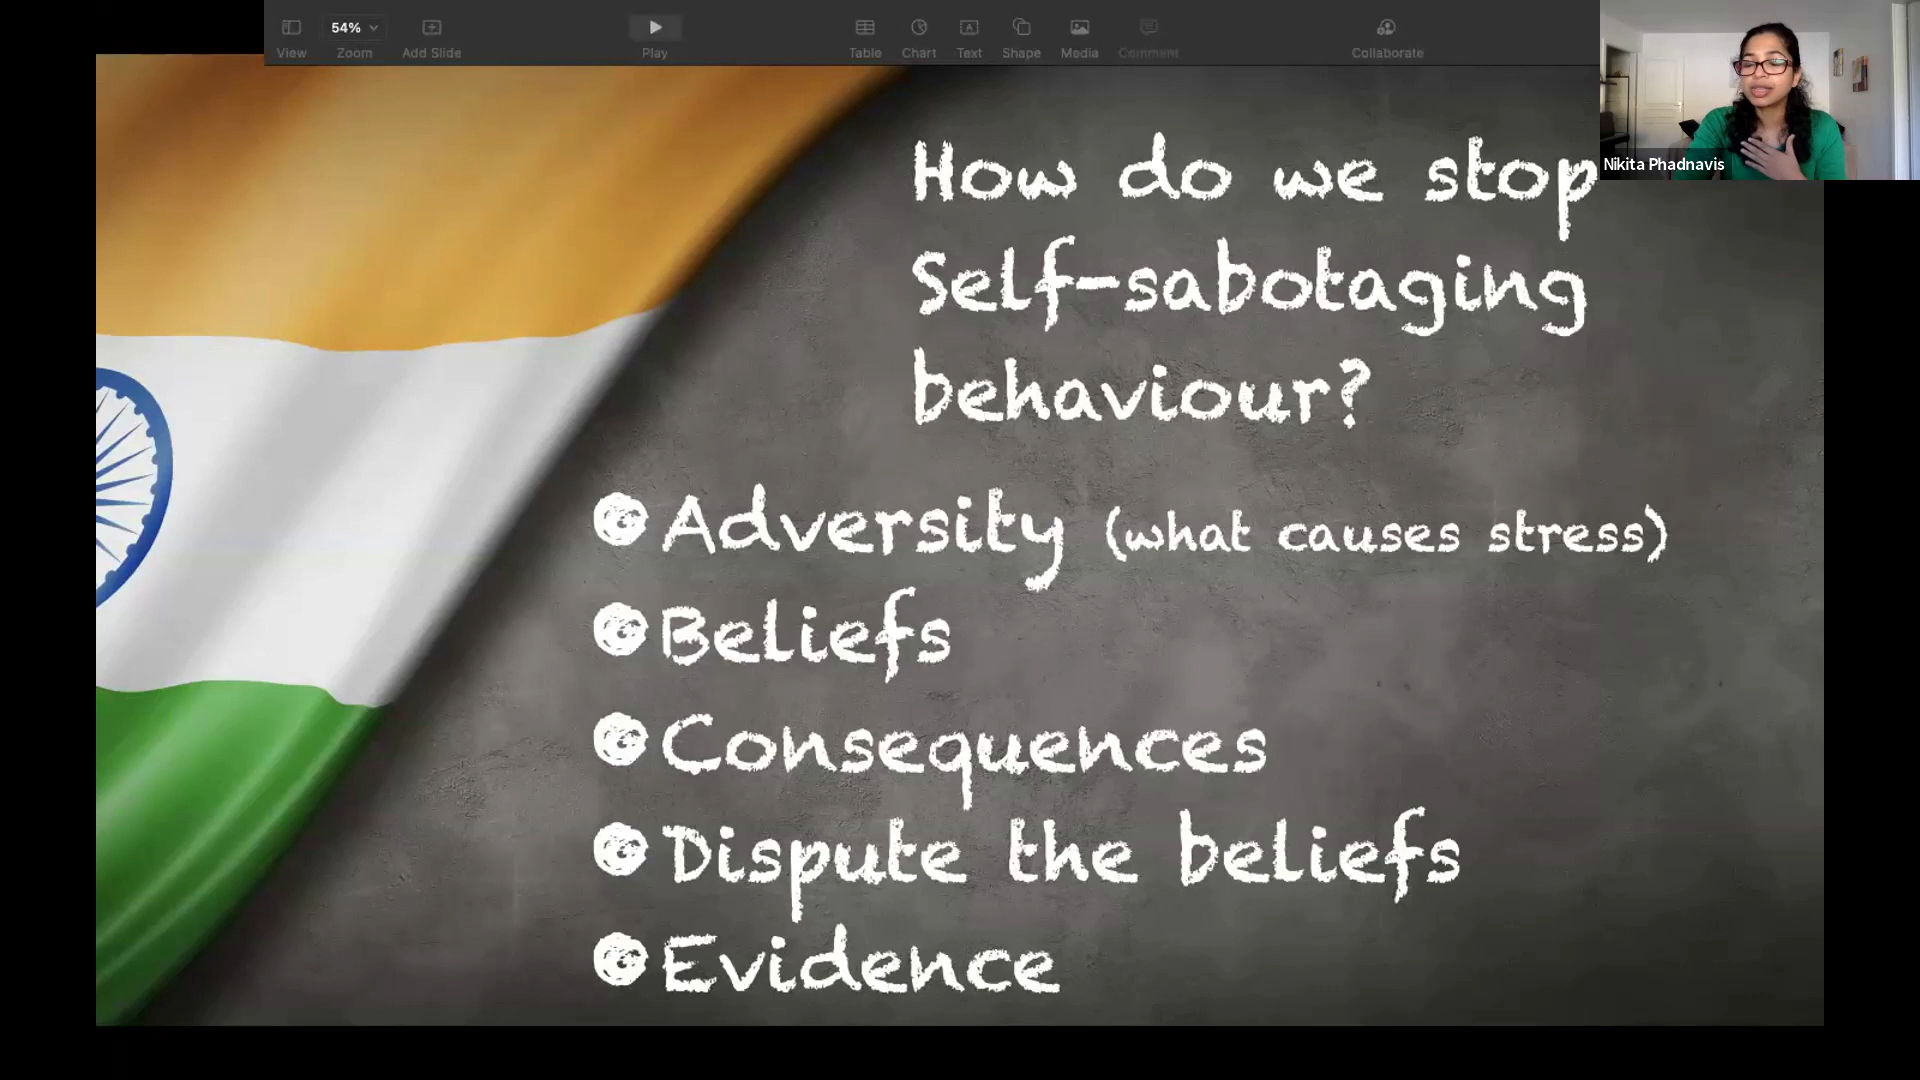 54%
View
Zoom
Add Slide
Play
Table
Chart
Text
Shape
Media
Comment
Collaborate
Nikita Phadnavis
How do we stop
Self-sabotaging
behaviour?
Adversity (what causes stress)
Beliefs
Consequences
Dispute the beliefs
Evidence